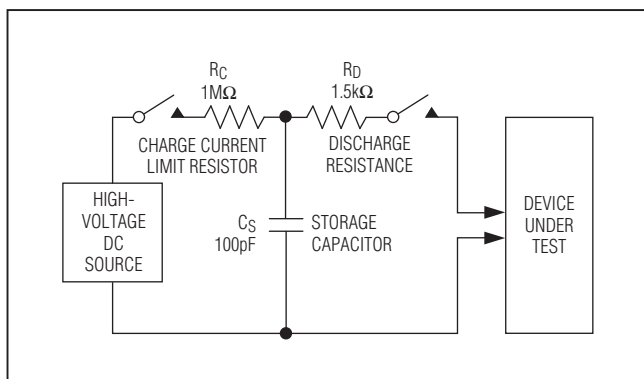 RC
1MΩ
RD
1.5kΩ
CHARGE CURRENT
LIMIT RESISTOR
DISCHARGE
RESISTANCE
HIGH-
VOLTAGE
DC
SOURCE
CS
100pF
STORAGE
CAPACITOR
DEVICE
UNDER
TEST